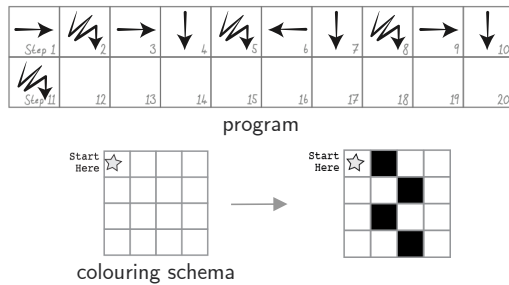 Step 1 2 3 4 5 6 7 8 9 10
Step 11 12 13 14 15 16 17 18 19 20
program
Start
Here
Start
Here
colouring schema